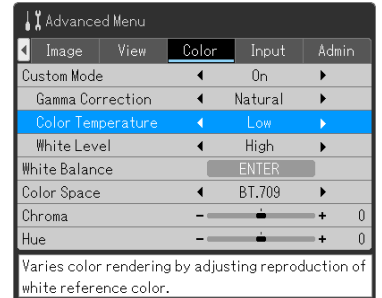 Advanced Menu
Image View Color Input Admin
Custom Mode On
Gamma Correction Natural
Color Temperature Low
White Level High
White Balance ENTER
Color Space BT.709
Chroma - + 0
Hue - + 0
Varies color rendering by adjusting reproduction of
white reference color.